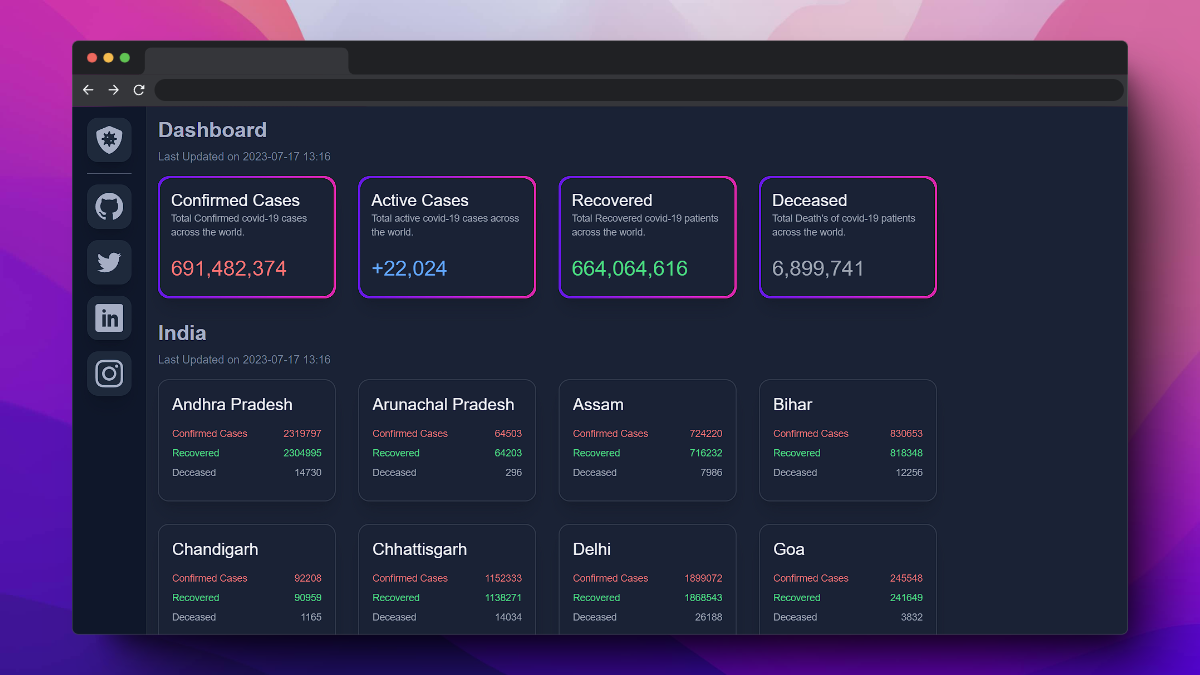 Dashboard
Last Updated on 2023-07-17 13:16
Confirmed Cases
Total Confirmed covid-19 cases
across the world.
691,482,374
Active Cases
Total active covid-19 cases across
the world.
+22,024
Recovered
Total Recovered covid-19 patients
across the world.
664,064,616
Deceased
Total Death's of covid-19 patients
across the world.
6,899,741
India
Last Updated on 2023-07-17 13:16
Andhra Pradesh
Confirmed Cases 2319797
Recovered 2304995
Deceased 14730
Arunachal Pradesh
Confirmed Cases 64503
Recovered 64203
Deceased 296
Assam
Confirmed Cases 724220
Recovered 716232
Deceased 7986
Bihar
Confirmed Cases 830653
Recovered 818348
Deceased 12256
Chandigarh
Confirmed Cases 92208
Recovered 90959
Deceased 1165
Chhattisgarh
Confirmed Cases 1152333
Recovered 1138271
Deceased 14034
Delhi
Confirmed Cases 1899072
Recovered 1868543
Deceased 26188
Goa
Confirmed Cases 245548
Recovered 241649
Deceased 3832
in